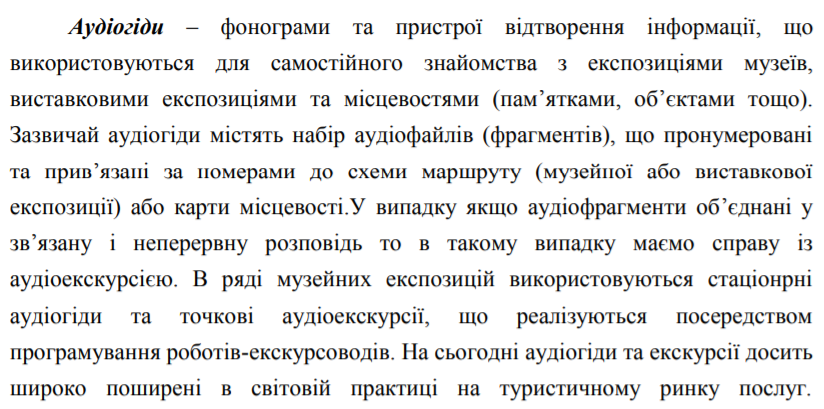 Аудіогіди – фонограми та пристрої відтворення інформації, що
використовуються для самостійного знайомства з експозиціями музеїв,
виставковими експозиціями та місцевостями (пам’ятками, об’єктами тощо).
Зазвичай аудіогіди містять набір аудіофайлів (фрагментів), що пронумеровані
та прив’язані за номерами до схеми маршруту (музейної або виставкової
експозиції) або карти місцевості.У випадку якщо аудіофрагменти об’єднані у
зв’язану і неперервну розповідь то в такому випадку маємо справу із
аудіоекскурсією. В ряді музейних експозицій використовуються стаціонрні
аудіогіди та точкові аудіоекскурсії, що реалізуються посередством
програмування роботів-екскурсоводів. На сьогодні аудіогіди та екскурсії досить
широко поширені в світовій практиці на туристичному ринку послуг.